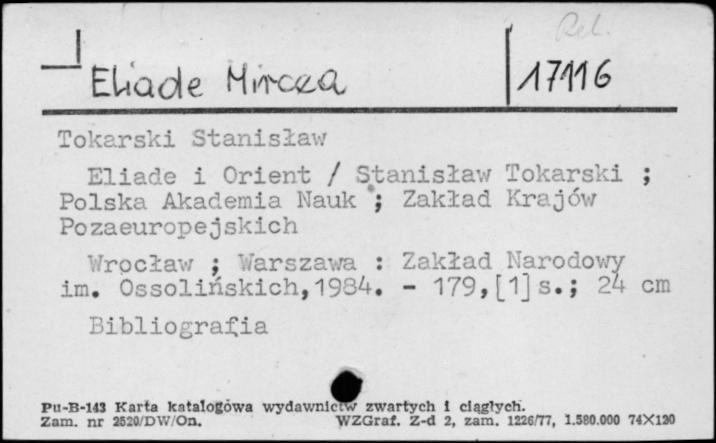 Rel.
Eliade Mircea 17116
Tokarski Stanisław
Eliade i Orient / Stanisław Tokarski ;
Polska Akademia Nauk ; Zakład Krajów
Pozaeuropejskich
Wrocław ; Warszawa : Zakład Narodowy
im. Ossolińskich,1984. - 179,[1]s.; 24 cm
Bibliografia
Pu-B-143 Karta katalogowa wydawnictw zwartych i ciągłych.
Zam. nr 2520/DW/On. WZGraf. Z-d 2, zam. 1226/77, 1.580.000 74X120